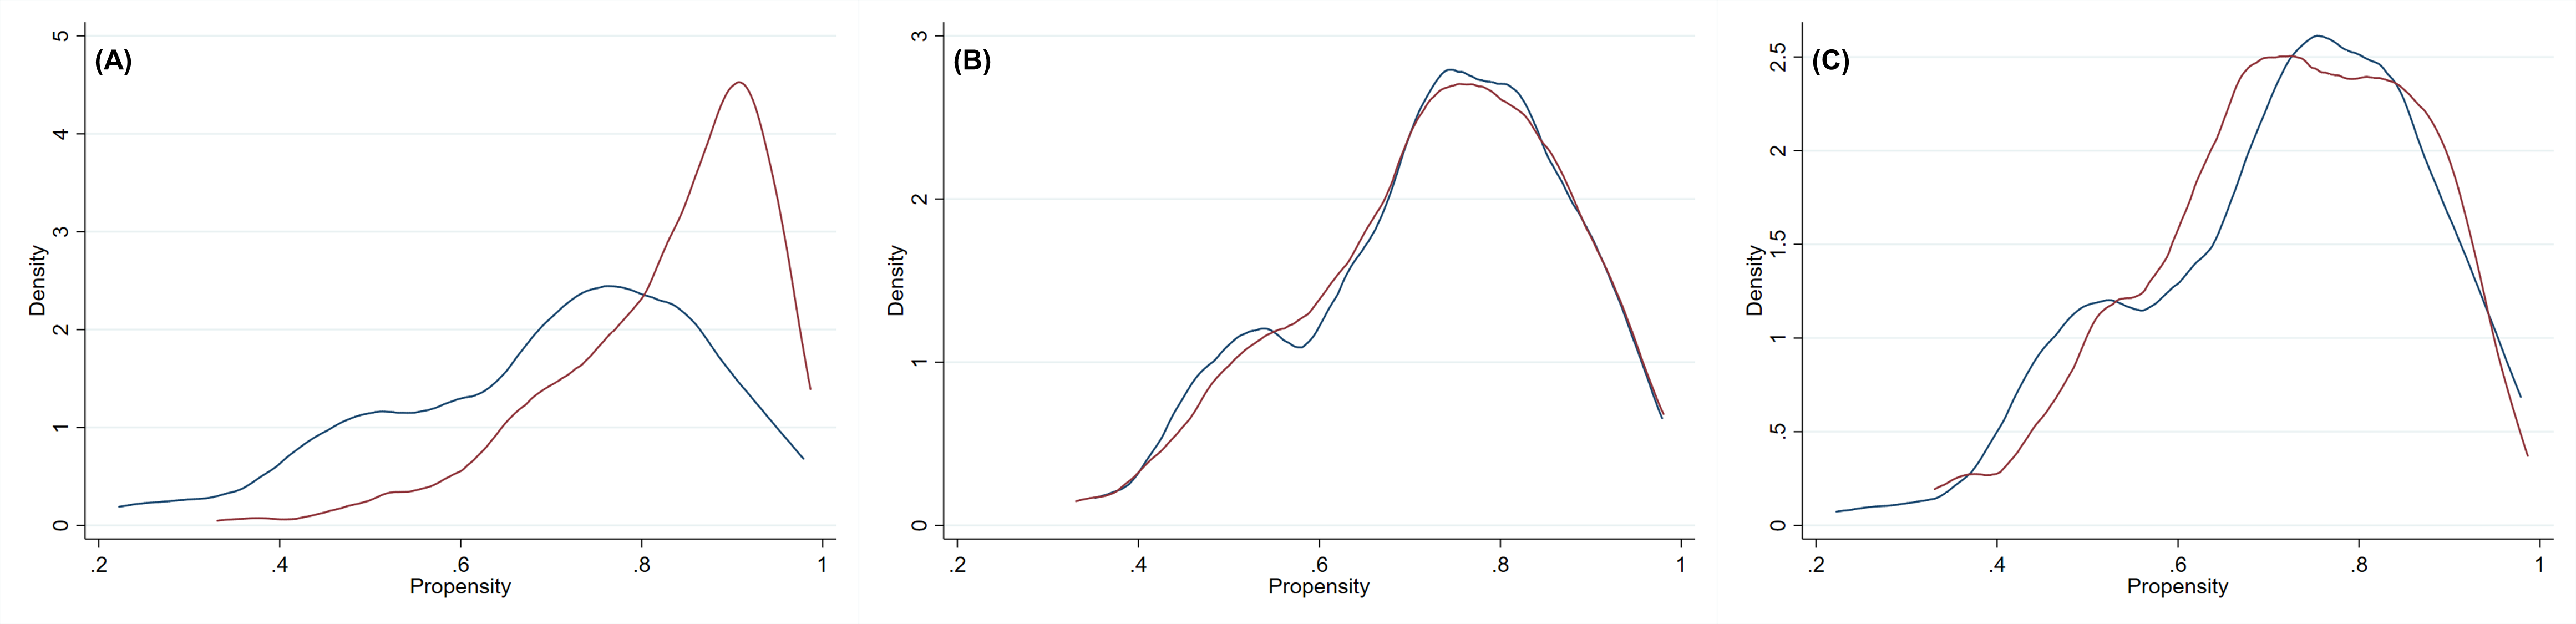 (A)
Density
5
4
3
2
1
0
.2 .4 .6 .8 1
Propensity
(B)
Density
3
2
1
0
.2 .4 .6 .8 1
Propensity
(C)
Density
2.5
2
1.5
1
.5
0
.2 .4 .6 .8 1
Propensity